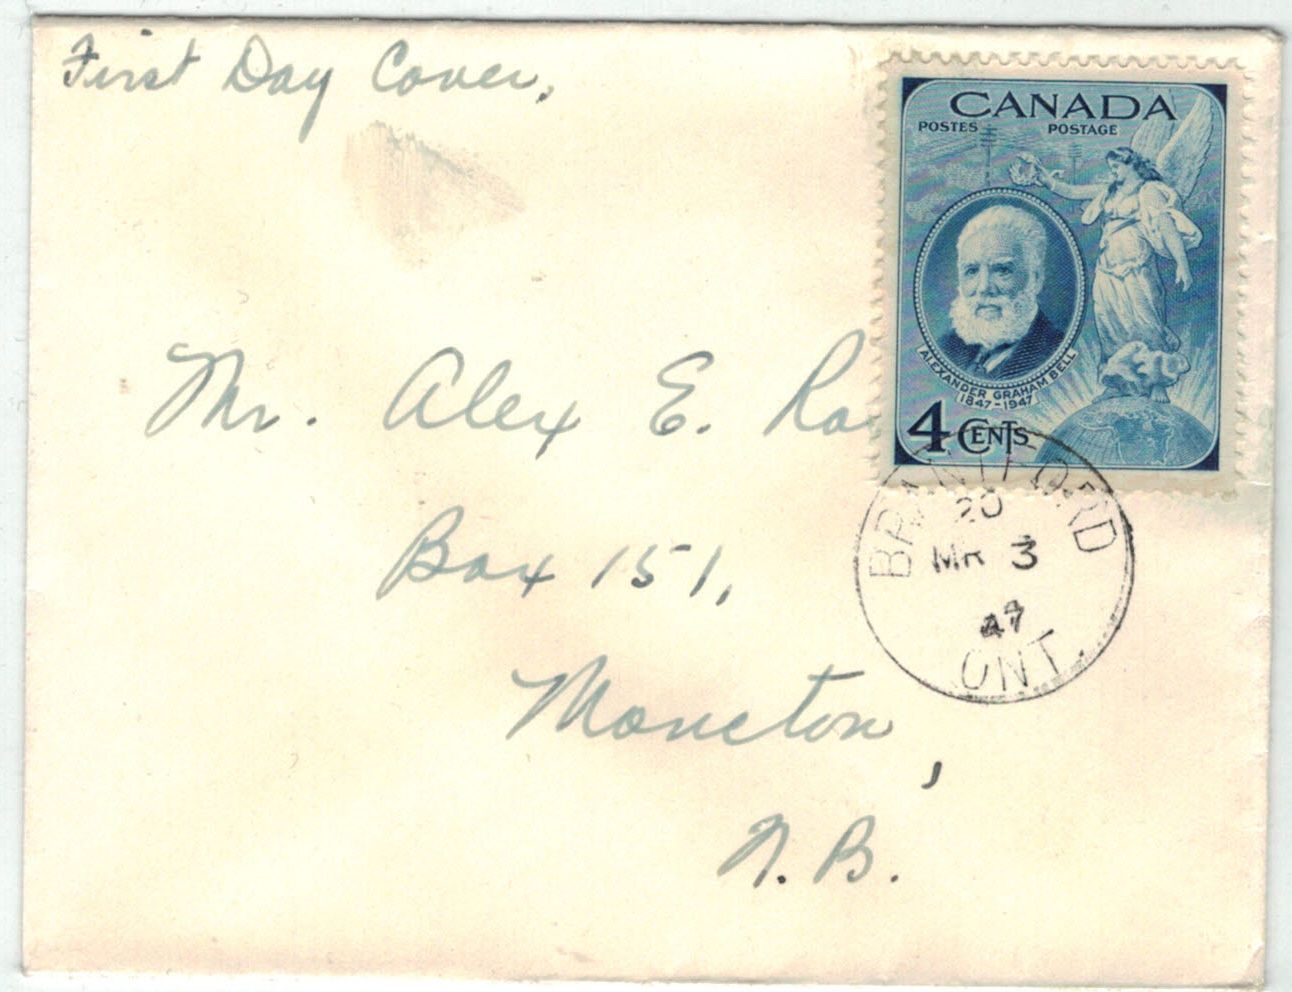 First Day Cover,
CANADA
POSTES POSTAGE
ALEXANDER GRAHAM BELL
1847-1947
4 CENTS
Mr. Alex E.
BRANTFORD
20
MR 3
47
ONT.
Box 151,
Moncton,
N.B.